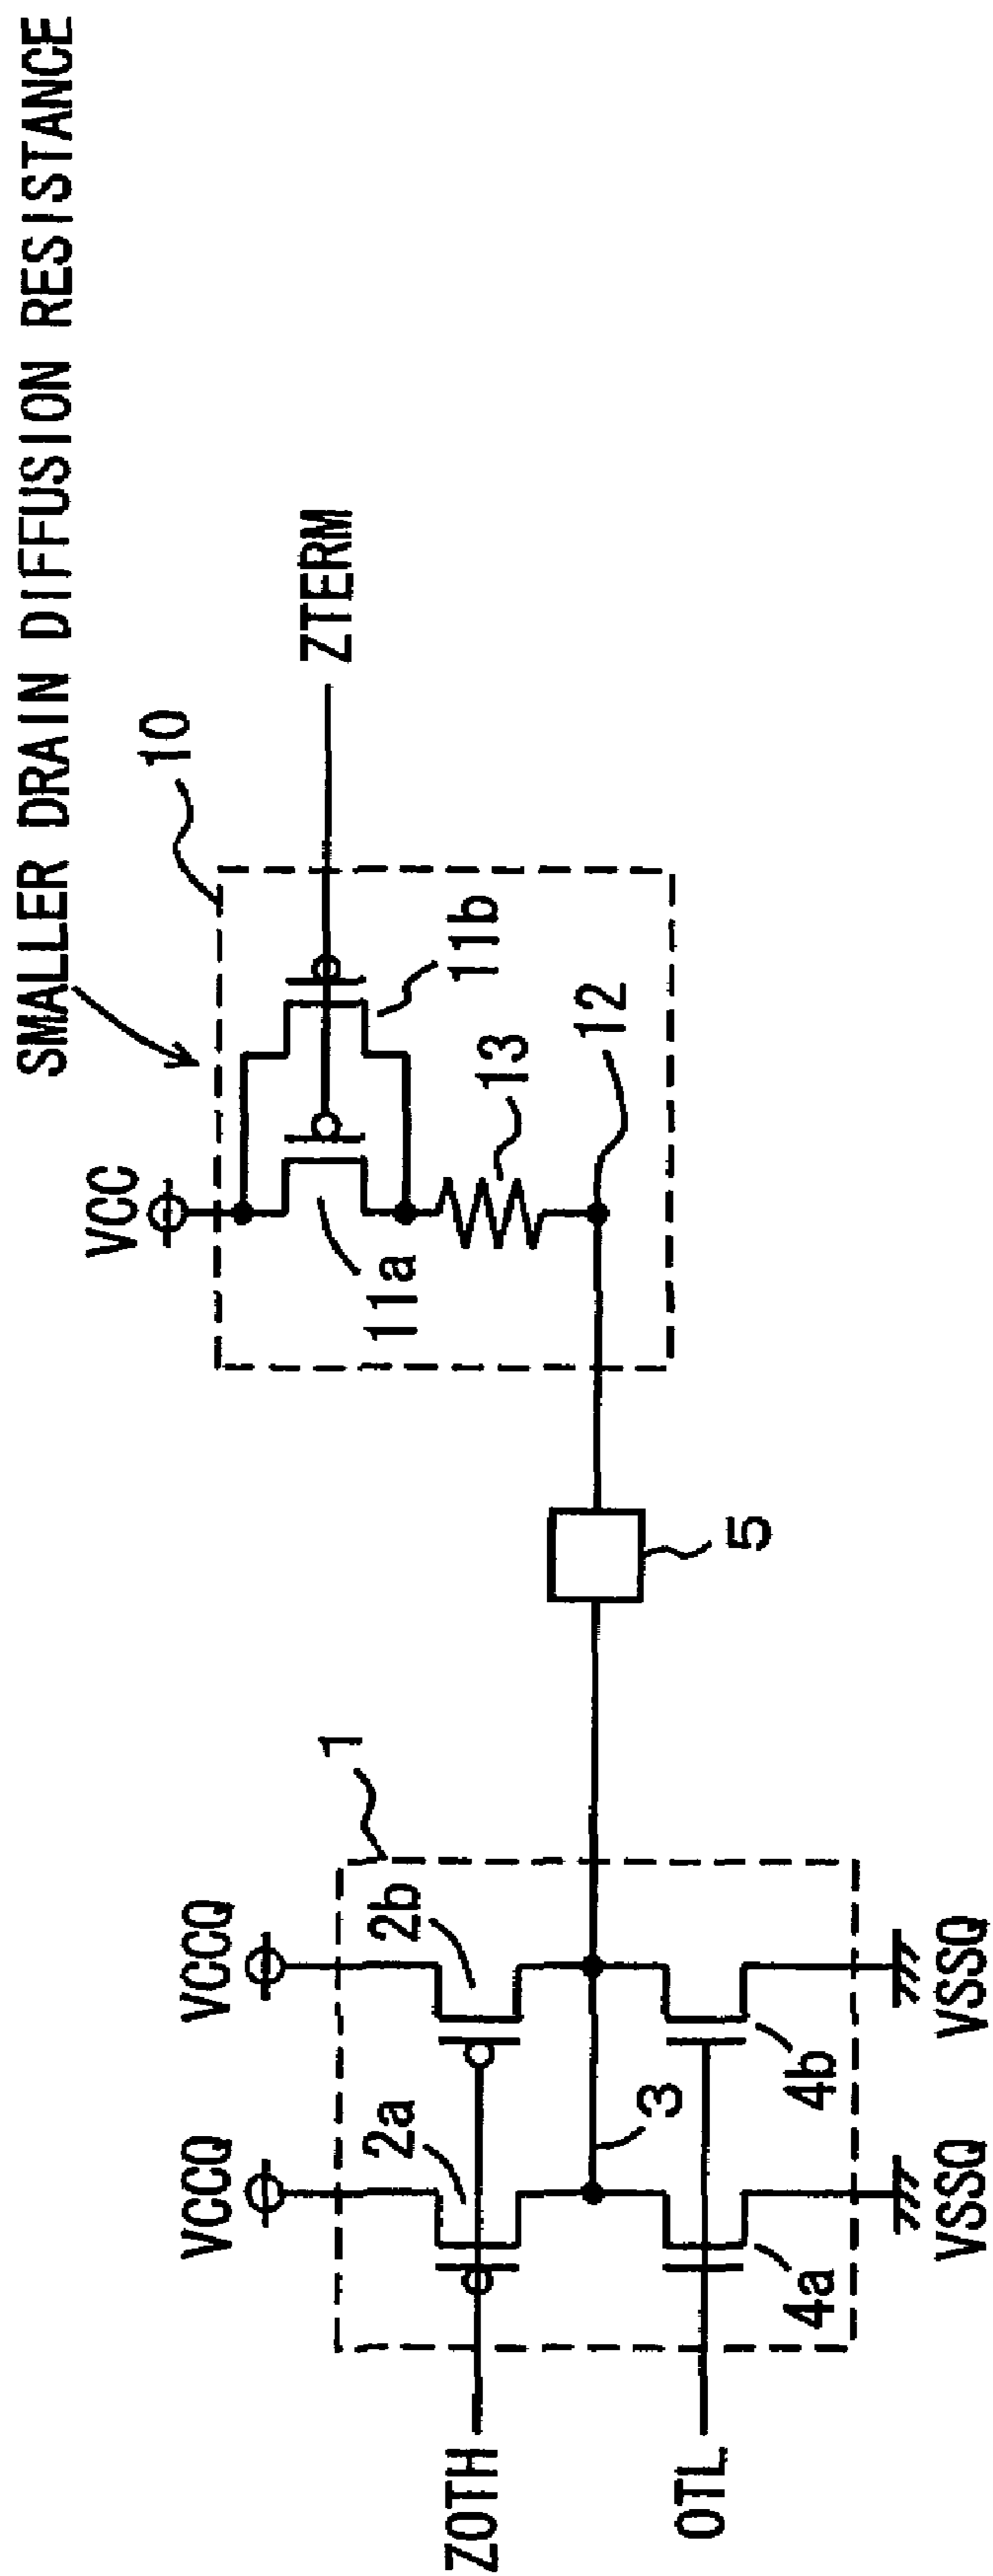 SMALLER DRAIN DIFFUSION RESISTANCE
VCC
10
ZTERM
11a
11b
13
12
5
1
VCCQ
VCCQ
2a
2b
3
ZOTH
OTL
4a
4b
VSSQ
VSSQ